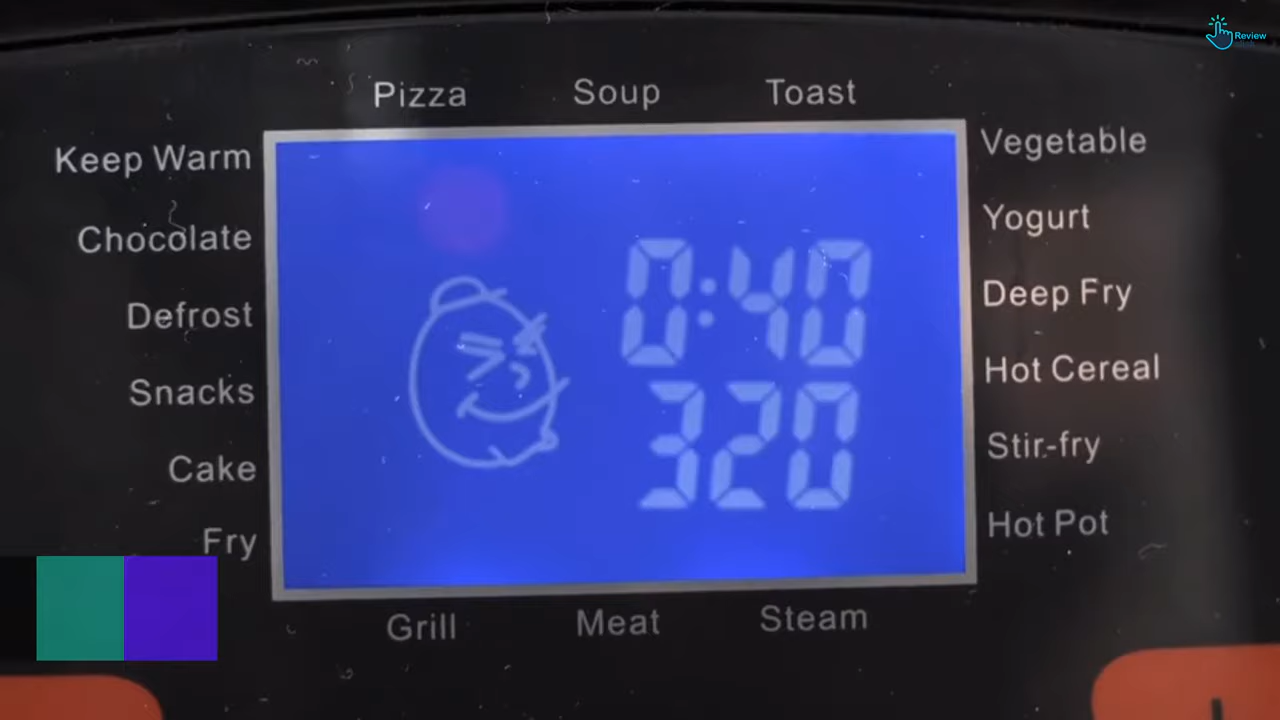 Review
Pizza Soup Toast
Keep Warm
Chocolate
Defrost
Snacks
Cake
Fry
0:40
320
Vegetable
Yogurt
Deep Fry
Hot Cereal
Stir-fry
Hot Pot
Grill Meat Steam